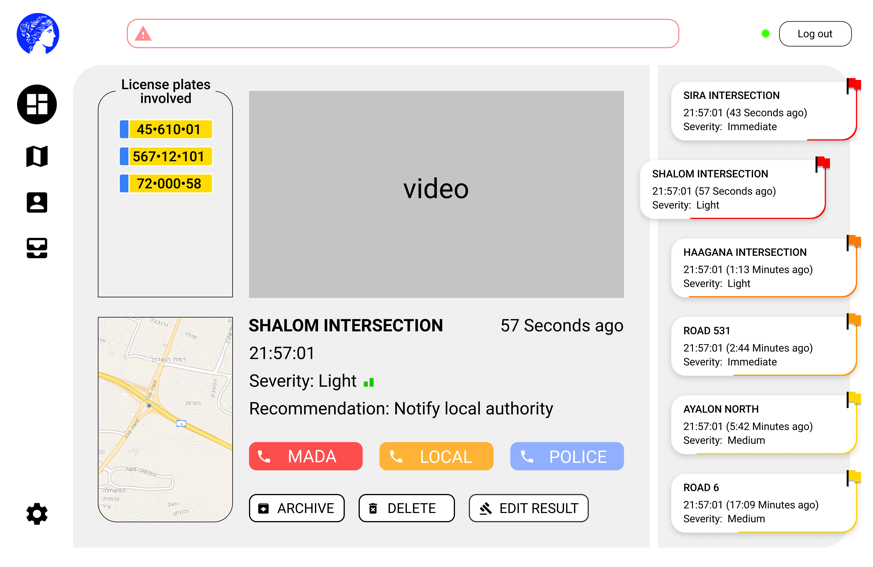 Log out
License plates
involved
45•610•01
567•12•101
72•000•58
video
SHALOM INTERSECTION
57 Seconds ago
21:57:01
Severity: Light
Recommendation: Notify local authority
MADA
LOCAL
POLICE
ARCHIVE
DELETE
EDIT RESULT
SIRA INTERSECTION
21:57:01 (43 Seconds ago)
Severity: Immediate
SHALOM INTERSECTION
21:57:01 (57 Seconds ago)
Severity: Light
HAAGANA INTERSECTION
21:57:01 (1:13 Minutes ago)
Severity: Light
ROAD 531
21:57:01 (2:44 Minutes ago)
Severity: Immediate
AYALON NORTH
21:57:01 (5:42 Minutes ago)
Severity: Medium
ROAD 6
21:57:01 (17:09 Minutes ago)
Severity: Medium